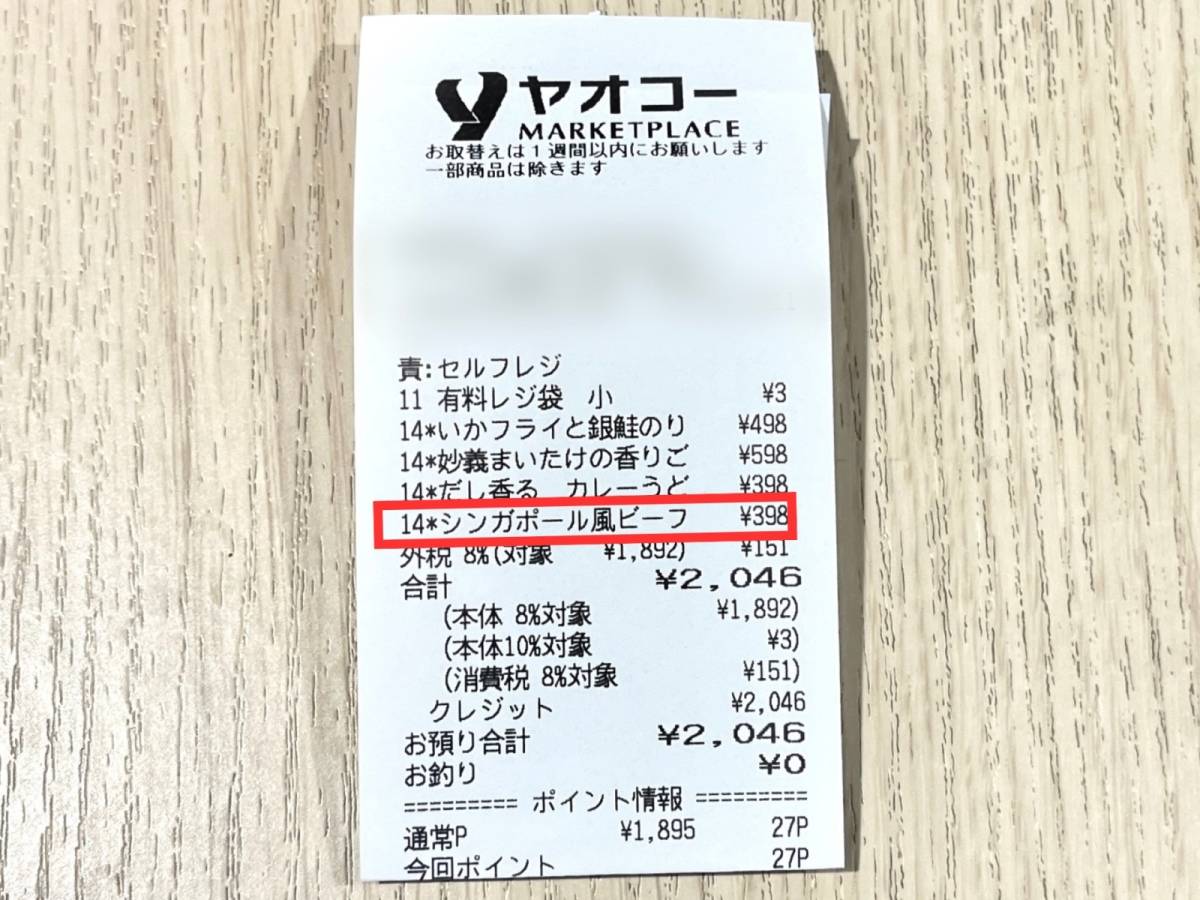 ヤオコー
MARKETPLACE
お取替えは1週間以内にお願いします
一部商品は除きます
責:セルフレジ
11 有料レジ袋 小 ¥3
14*いかフライと銀鮭のり ¥498
14*妙義まいたけの香りご ¥598
14*だし香る カレーうど ¥398
14*シンガポール風ビーフ ¥398
外税 8%(対象 ¥1,892) ¥151
合計 ¥2,046
(本体 8%対象 ¥1,892)
(本体10%対象 ¥3)
(消費税 8%対象 ¥151)
クレジット ¥2,046
お預り合計 ¥2,046
お釣り ¥0
========= ポイント情報 =========
通常P ¥1,895 27P
今回ポイント 27P